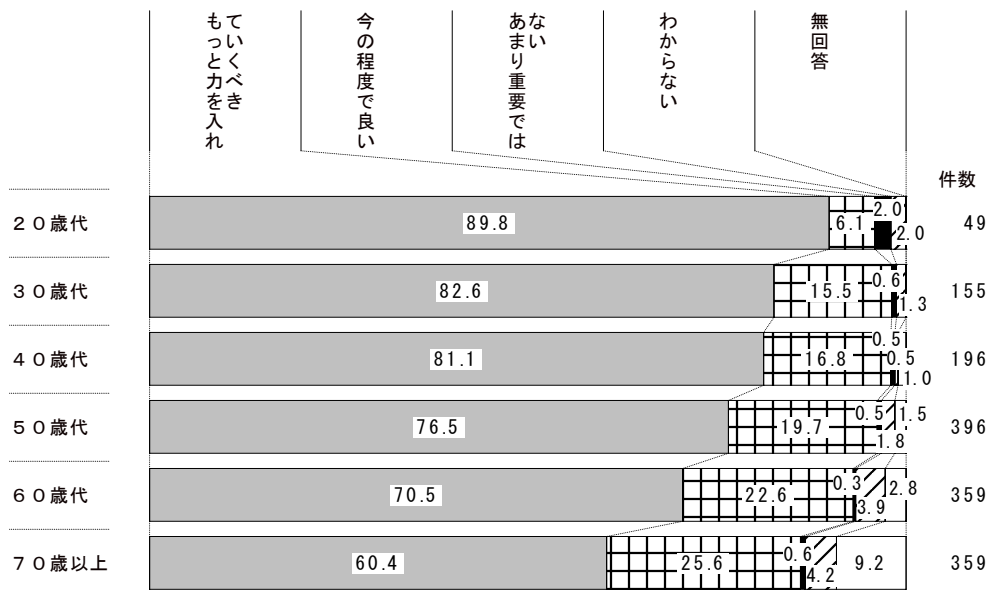 もっと力を入れ
ていくべき
今の程度で良い
あまり重要では
ない
わからない
無回答
件数
２０歳代 89.8 6.1 2.0 2.0 49
３０歳代 82.6 15.5 0.6 1.3 155
４０歳代 81.1 16.8 0.5 0.5 1.0 196
５０歳代 76.5 19.7 0.5 1.8 1.5 396
６０歳代 70.5 22.6 0.3 3.9 2.8 359
７０歳以上 60.4 25.6 0.6 4.2 9.2 359